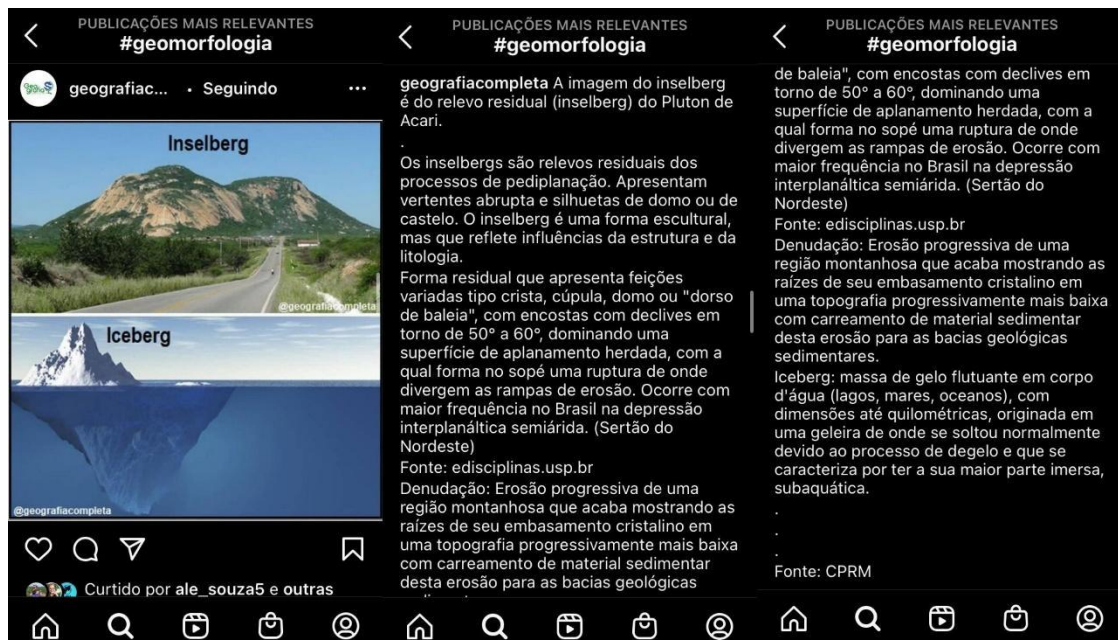 PUBLICAÇÕES MAIS RELEVANTES
#geomorfologia
geografiac... • Seguindo
Inselberg
@geografiacompleta
Iceberg
@geografiacompleta
Curtido por ale_souza5 e outras
PUBLICAÇÕES MAIS RELEVANTES
#geomorfologia
geografiacompleta A imagem do inselberg
é do relevo residual (inselberg) do Pluton de
Acari.
.
Os inselbergs são relevos residuais dos
processos de pediplanação. Apresentam
vertentes abrupta e silhuetas de domo ou de
castelo. O inselberg é uma forma escultural,
mas que reflete influências da estrutura e da
litologia.
Forma residual que apresenta feições
variadas tipo crista, cúpula, domo ou "dorso
de baleia", com encostas com declives em
torno de 50° a 60°, dominando uma
superfície de aplanamento herdada, com a
qual forma no sopé uma ruptura de onde
divergem as rampas de erosão. Ocorre com
maior frequência no Brasil na depressão
interplanáltica semiárida. (Sertão do
Nordeste)
Fonte: edisciplinas.usp.br
Denudação: Erosão progressiva de uma
região montanhosa que acaba mostrando as
raízes de seu embasamento cristalino em
uma topografia progressivamente mais baixa
com carreamento de material sedimentar
desta erosão para as bacias geológicas
PUBLICAÇÕES MAIS RELEVANTES
#geomorfologia
de baleia", com encostas com declives em
torno de 50° a 60°, dominando uma
superfície de aplanamento herdada, com a
qual forma no sopé uma ruptura de onde
divergem as rampas de erosão. Ocorre com
maior frequência no Brasil na depressão
interplanáltica semiárida. (Sertão do
Nordeste)
Fonte: edisciplinas.usp.br
Denudação: Erosão progressiva de uma
região montanhosa que acaba mostrando as
raízes de seu embasamento cristalino em
uma topografia progressivamente mais baixa
com carreamento de material sedimentar
desta erosão para as bacias geológicas
sedimentares.
Iceberg: massa de gelo flutuante em corpo
d'água (lagos, mares, oceanos), com
dimensões até quilométricas, originada em
uma geleira de onde se soltou normalmente
devido ao processo de degelo e que se
caracteriza por ter a sua maior parte imersa,
subaquática.
.
.
.
Fonte: CPRM